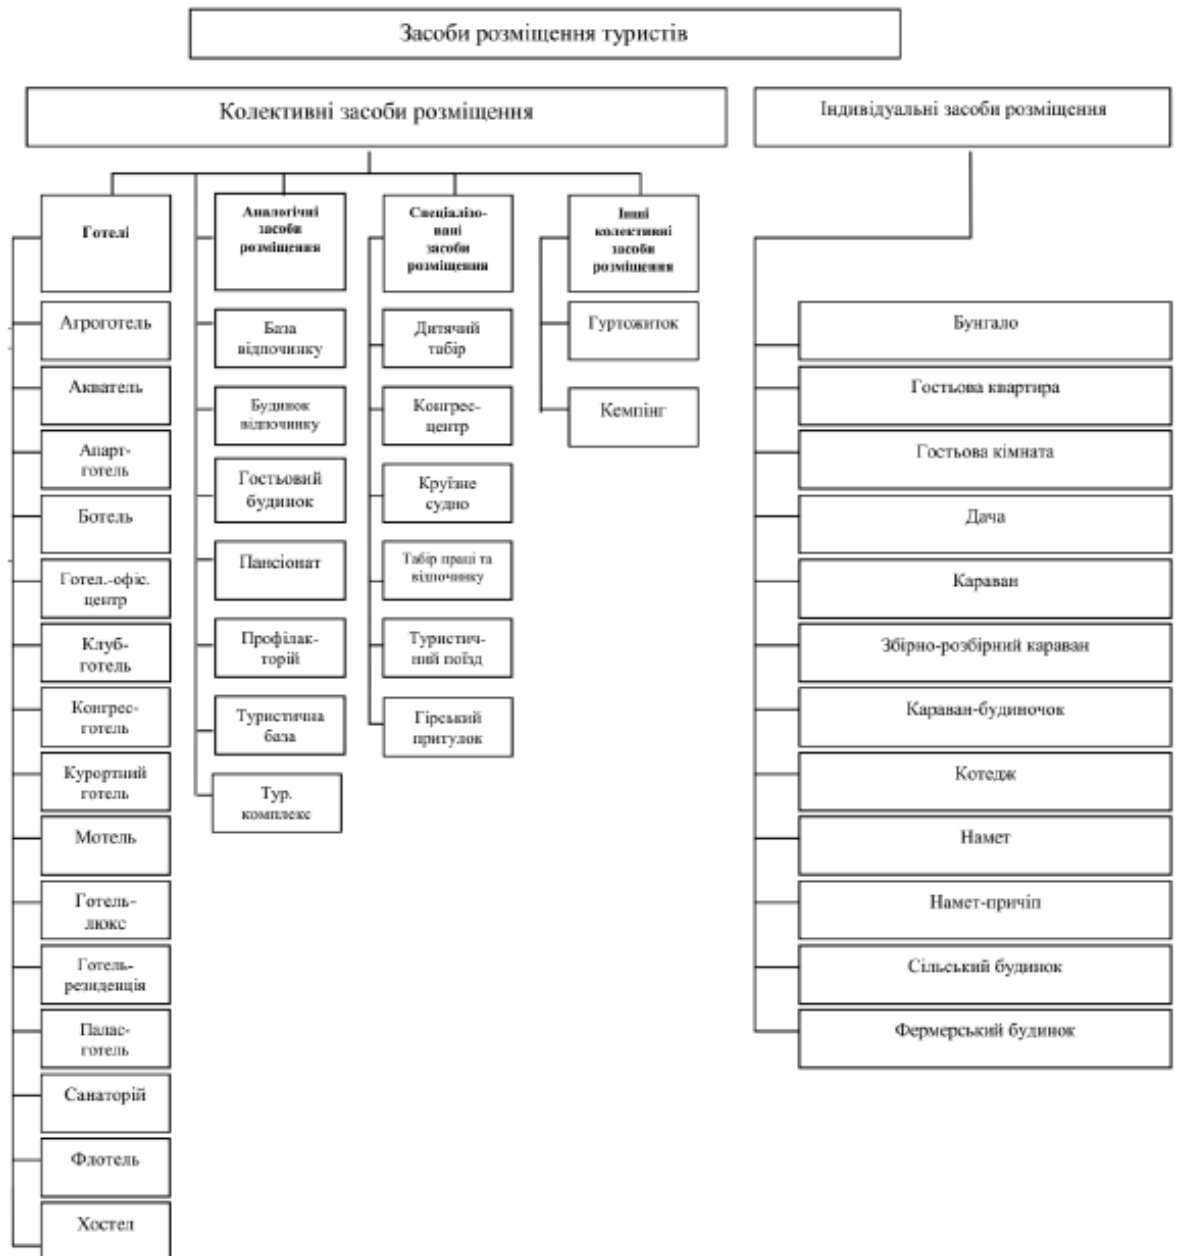 Засоби розміщення туристів
Колективні засоби розміщення
Індивідуальні засоби розміщення
Готелі
Агроготель
Акватель
Апарт-
готель
Ботель
Готел.-офіс.
центр
Клуб-
готель
Конгрес-
готель
Курортний
готель
Мотель
Готель-
люкс
Готель-
резиденція
Палас-
готель
Санаторій
Флотель
Хостел
Аналогічні
засоби
розміщення
База
відпочинку
Будинок
відпочинку
Гостьовий
будинок
Пансіонат
Профілак-
торій
Туристична
база
Тур.
комплекс
Спеціалізо-
вані
засоби
розміщення
Дитячий
табір
Конгрес-
центр
Круїзне
судно
Табір праці та
відпочинку
Туристич-
ний поїзд
Гірський
притулок
Інші
колективні
засоби
розміщення
Гуртожиток
Кемпінг
Бунгало
Гостьова квартира
Гостьова кімната
Дача
Караван
Збірно-розбірний караван
Караван-будиночок
Котедж
Намет
Намет-причіп
Сільський будинок
Фермерський будинок